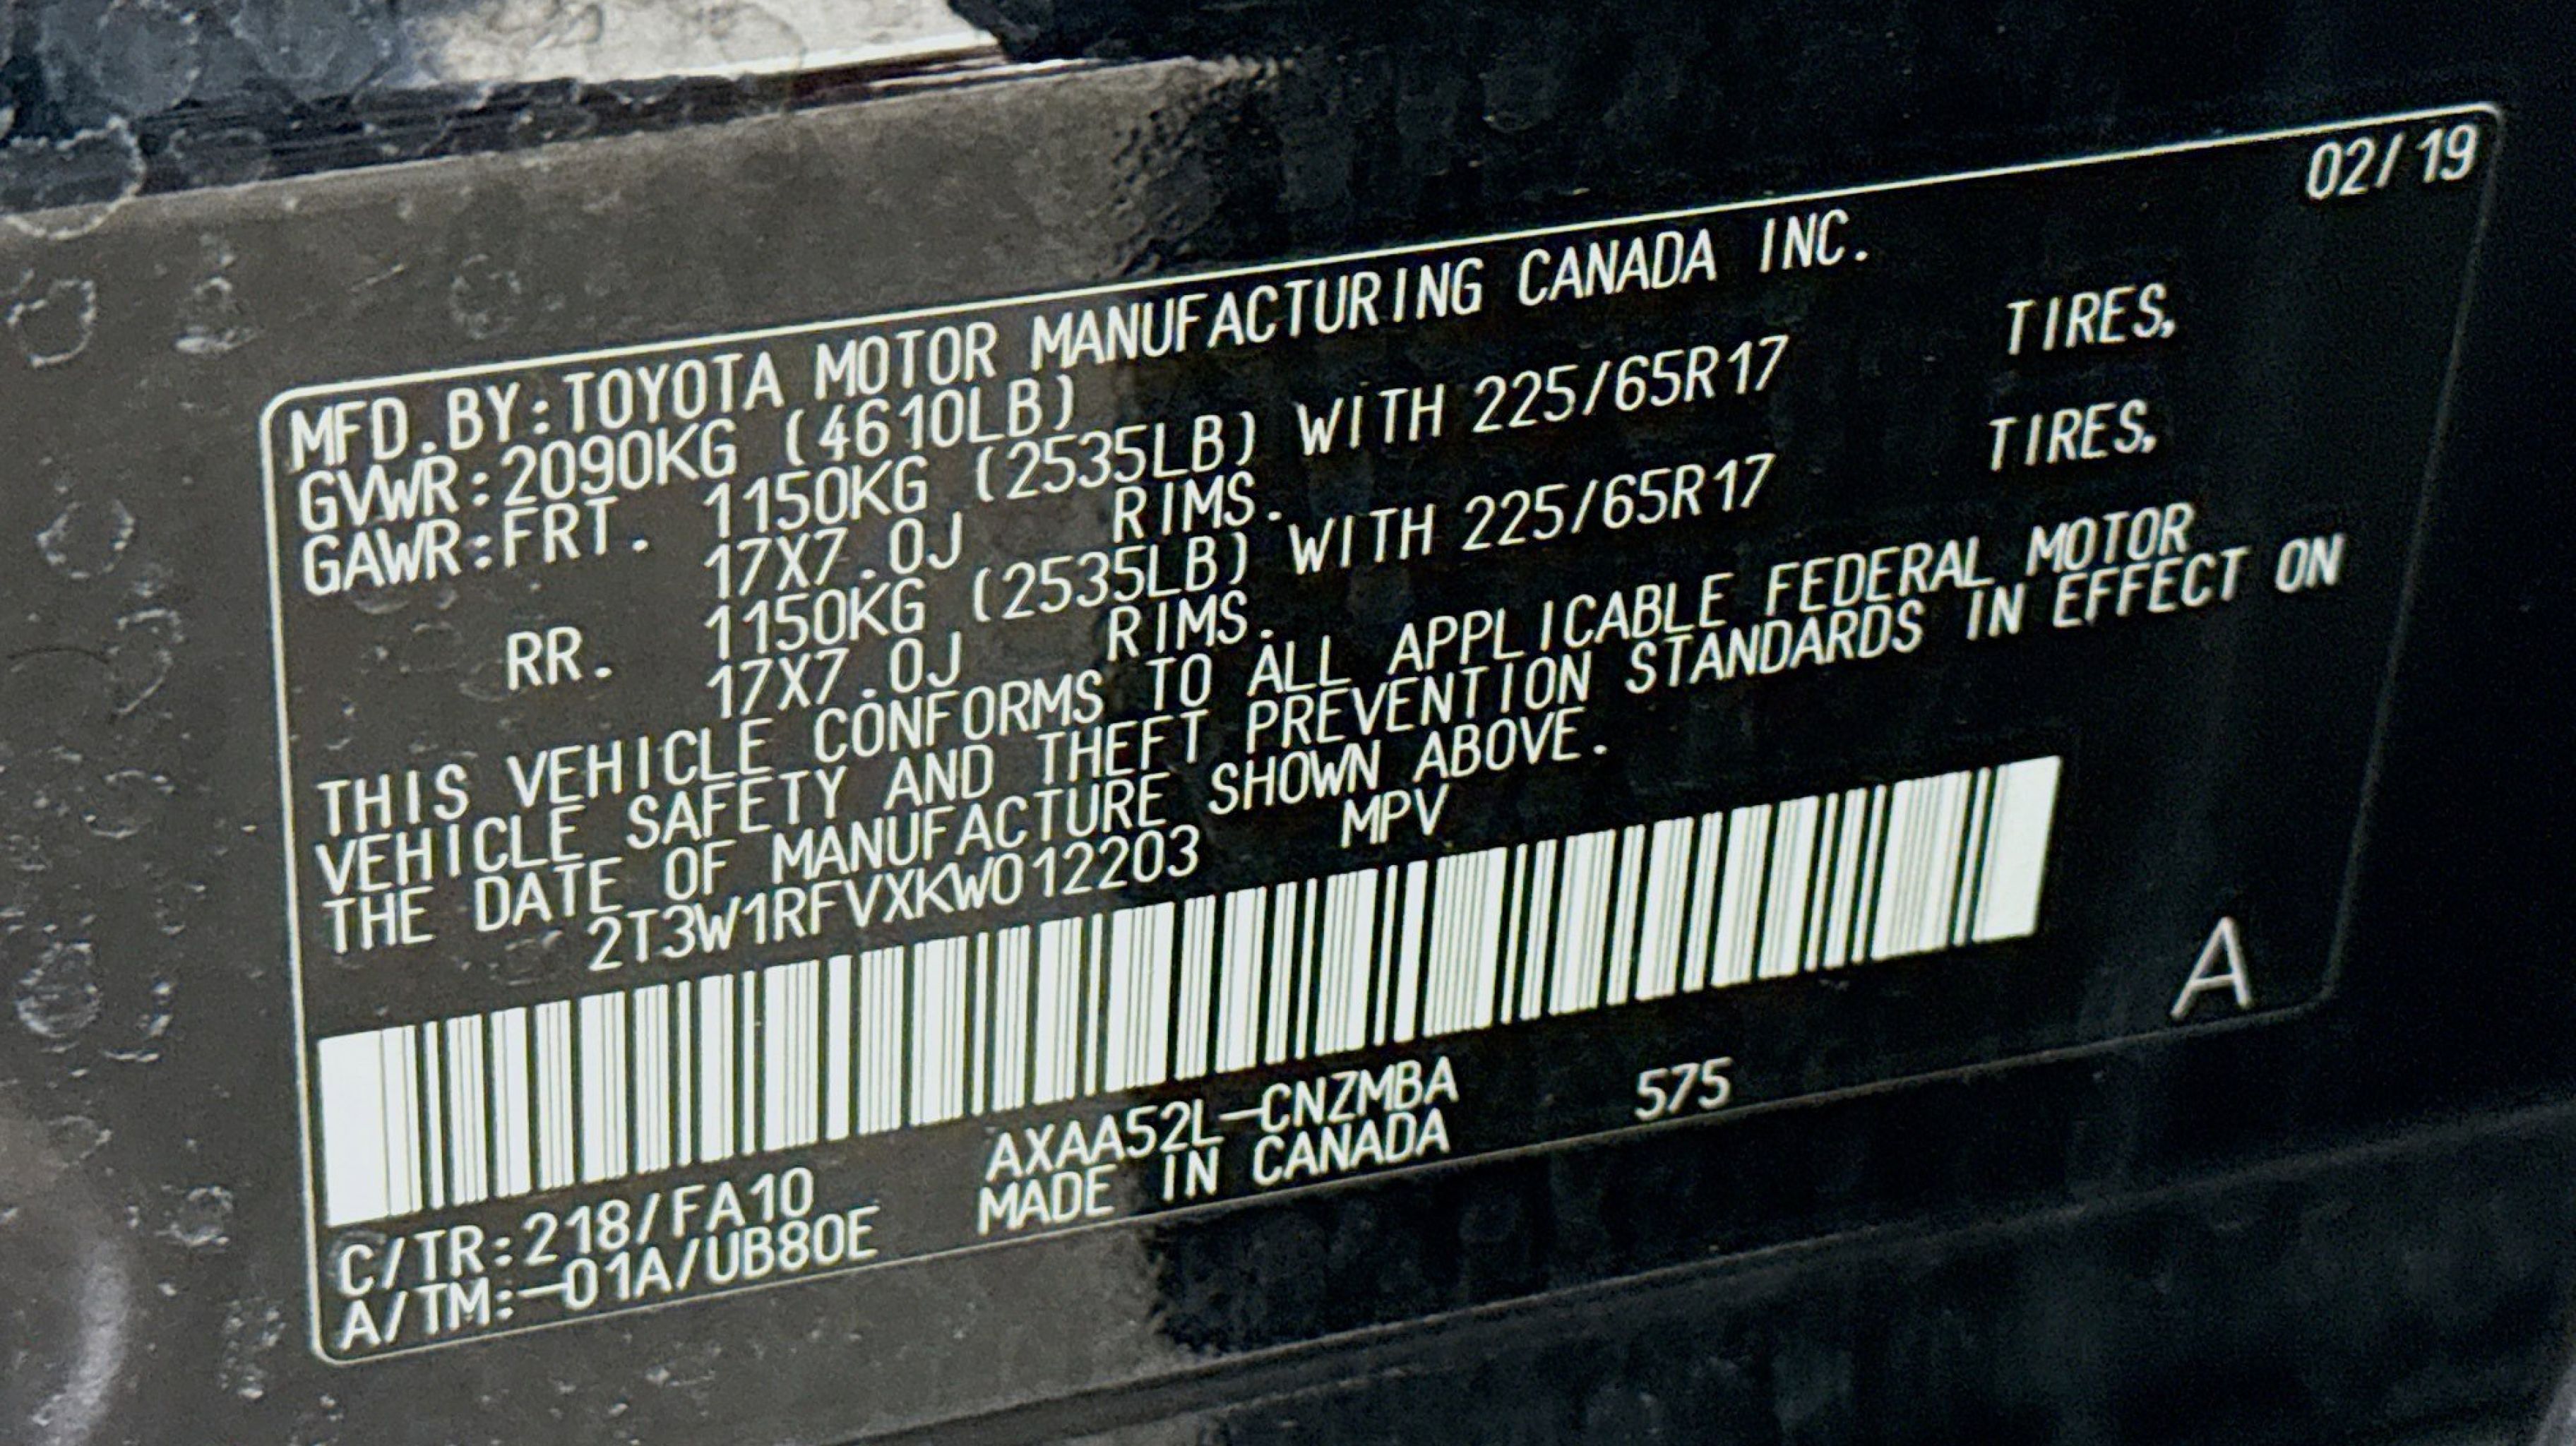 02/19
MFD.BY:TOYOTA MOTOR MANUFACTURING CANADA INC.
GVWR:2090KG (4610LB)
GAWR:FRT. 1150KG (2535LB) WITH 225/65R17 TIRES,
17X7.0J RIMS.
RR. 1150KG (2535LB) WITH 225/65R17 TIRES,
17X7.0J RIMS.
THIS VEHICLE CONFORMS TO ALL APPLICABLE FEDERAL MOTOR
VEHICLE SAFETY AND THEFT PREVENTION STANDARDS IN EFFECT ON
THE DATE OF MANUFACTURE SHOWN ABOVE.
2T3W1RFVXKW012203 MPV
A
C/TR:218/FA10 AXAA52L-CNZMBA 575
A/TM:-01A/UB80E MADE IN CANADA